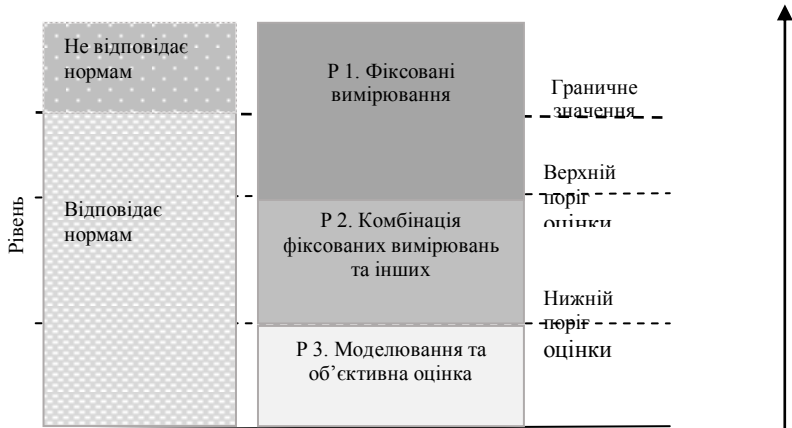 Не відповідає
нормам
Р 1. Фіксовані
вимірювання
Граничне
значення
Верхній
поріг
оцінки
Рівень
Відповідає
нормам
Р 2. Комбінація
фіксованих вимірювань
та інших
Нижній
поріг
оцінки
Р 3. Моделювання та
об’єктивна оцінка